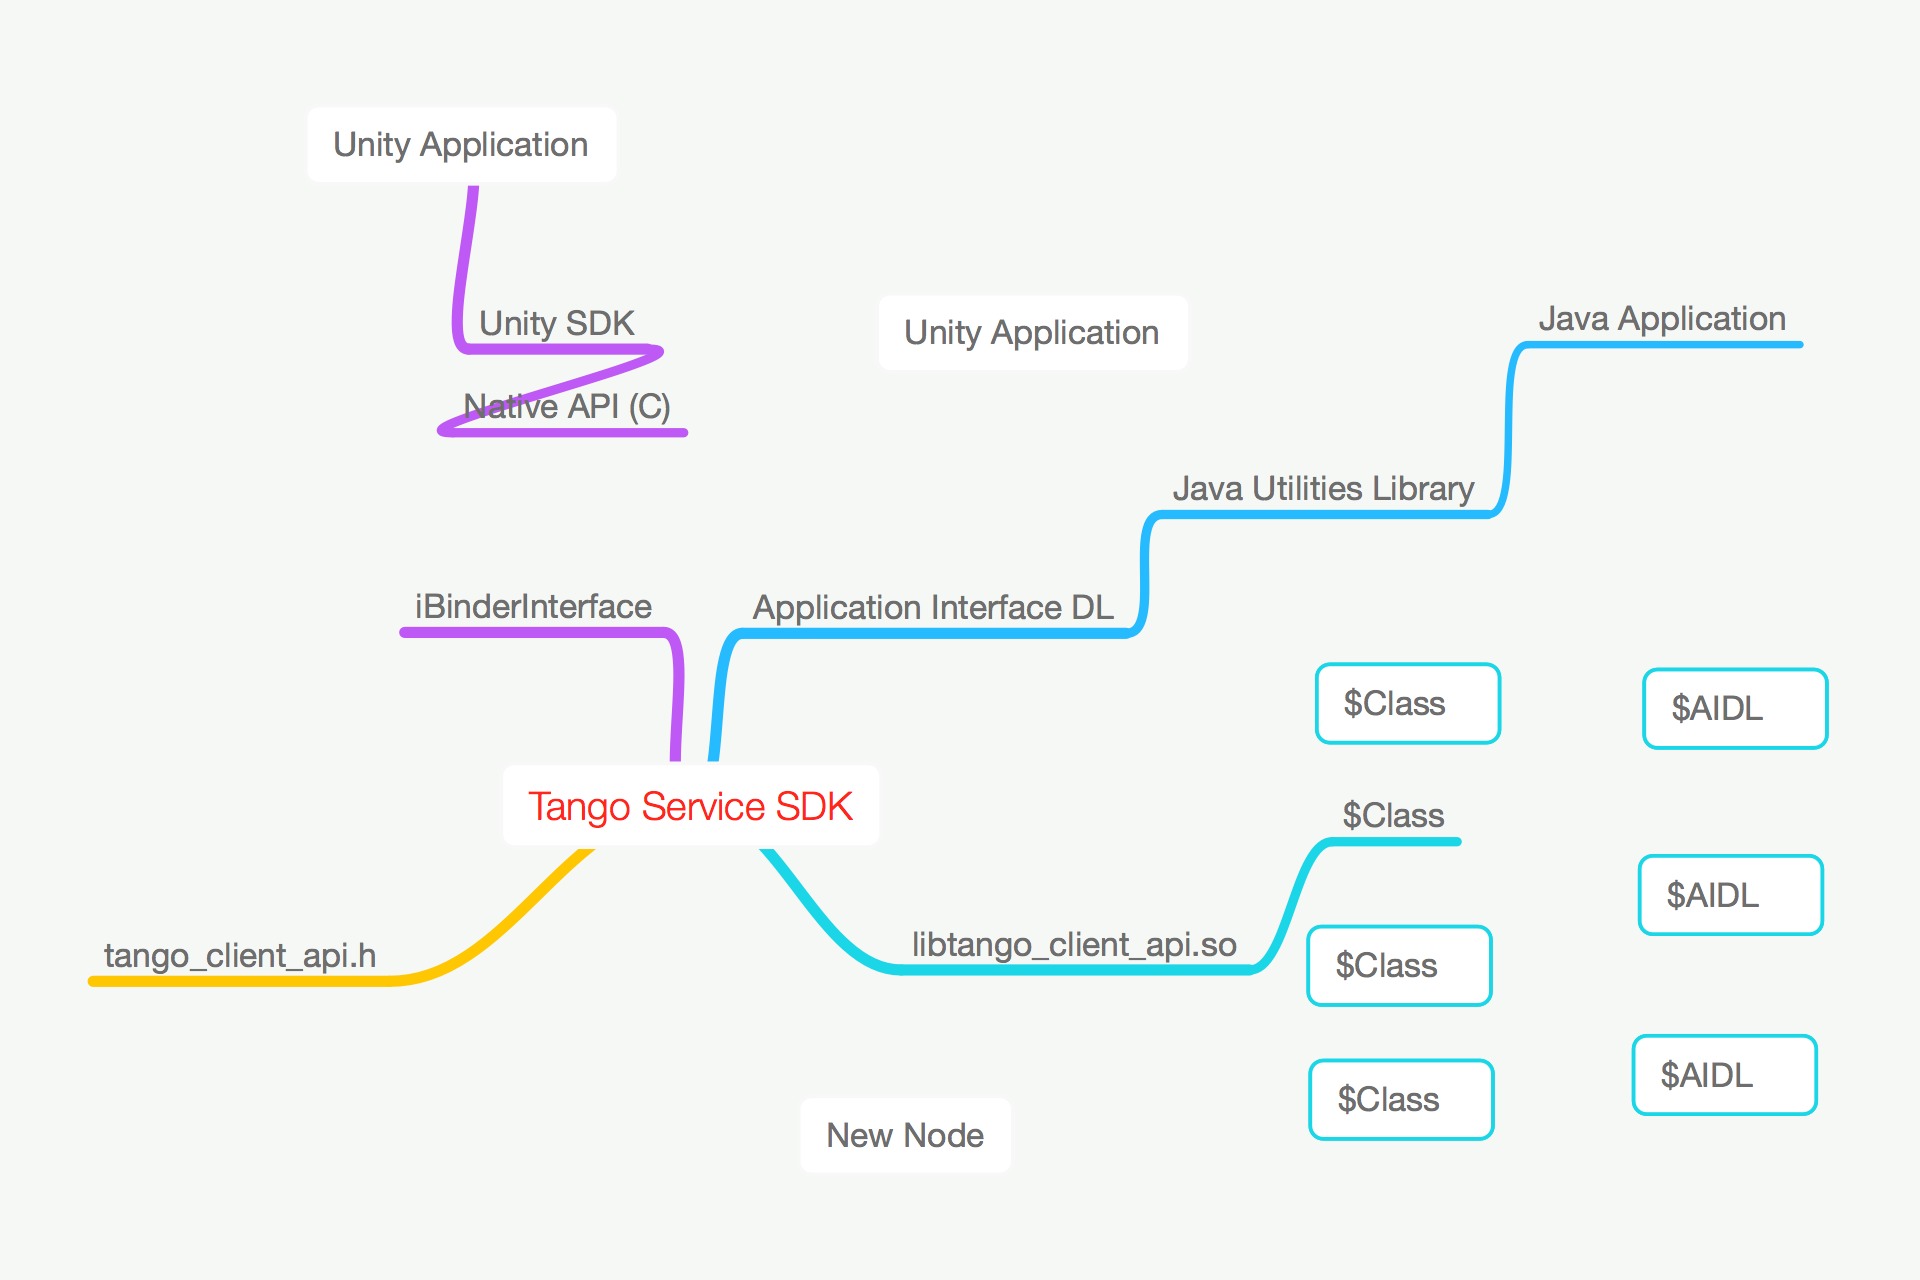 Unity Application
Unity SDK
Native API (C)
Unity Application
Java Application
Java Utilities Library
iBinderInterface
Application Interface DL
$Class
$AIDL
Tango Service SDK
$Class
$AIDL
tango_client_api.h
libtango_client_api.so
$Class
$AIDL
$Class
New Node